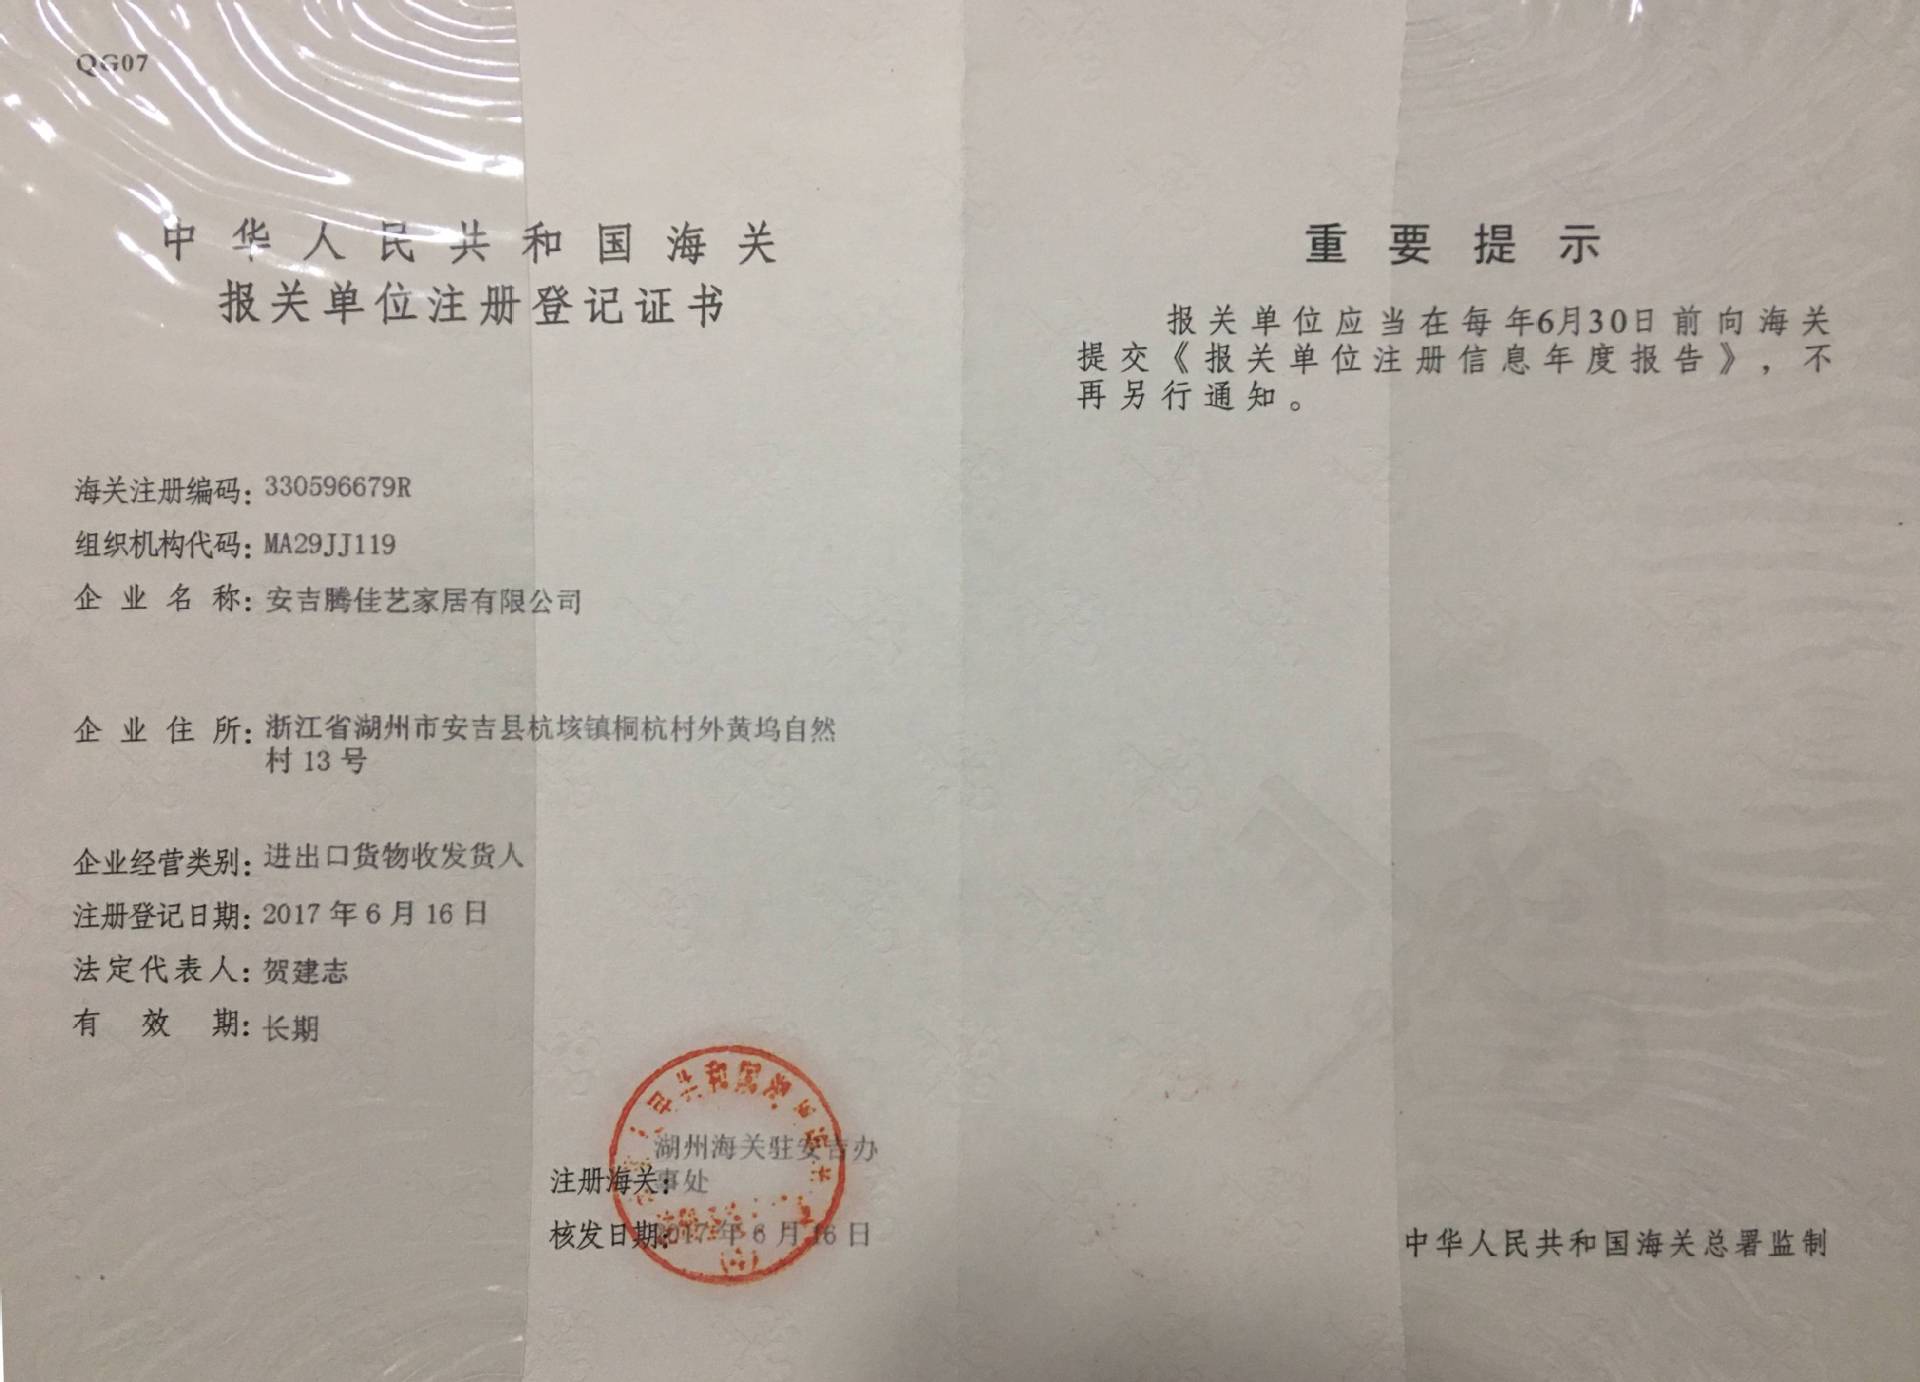 QG07
中华人民共和国海关
报关单位注册登记证书
海关注册编码：330596679R
组织机构代码：MA29JJ119
企业名称：安吉腾佳艺家居有限公司
企业住所：浙江省湖州市安吉县杭垓镇桐杭村外黄坞自然
村 13 号
企业经营类别：进出口货物收发货人
注册登记日期：2017 年 6 月 16 日
法定代表人：贺建志
有效期：长期
湖州海关驻安吉办
注册海关：事处
核发日期：2017 年 6 月 16 日
重要提示
报关单位应当在每年6月30日前向海关
提交《报关单位注册信息年度报告》，不
再另行通知。
中华人民共和国海关总署监制